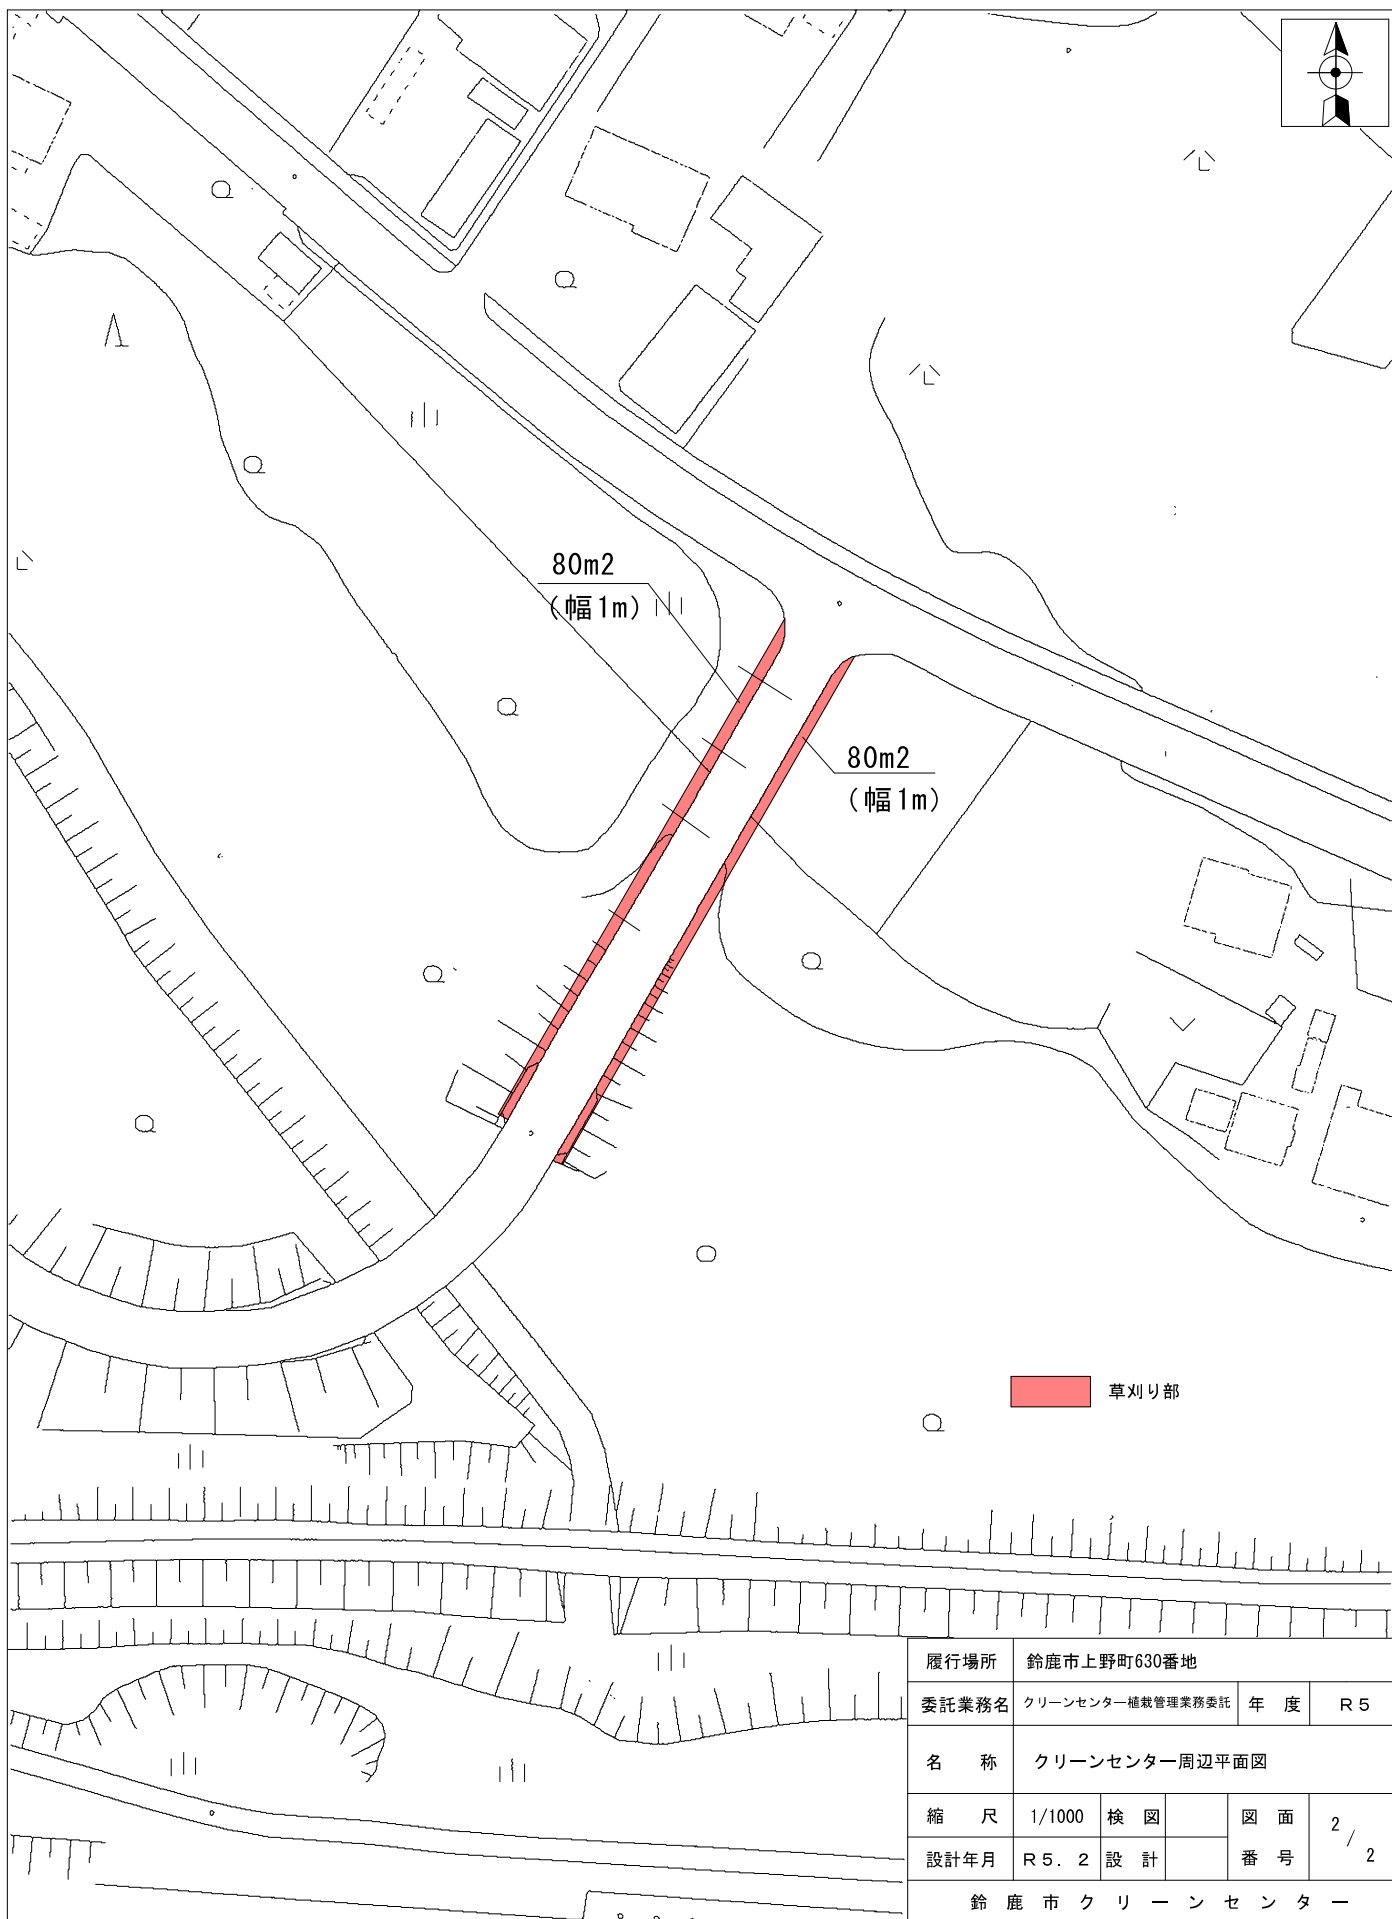 80m2
(幅1m)
80m2
(幅1m)
草刈り部
履行場所 鈴鹿市上野町630番地
委託業務名 クリーンセンター植栽管理業務委託 年 度 R5
名 称 クリーンセンター周辺平面図
縮 尺 1/1000 検 図 図 面 2/2
設計年月 R5. 2 設 計 番 号
鈴 鹿 市 ク リ ー ン セ ン タ ー